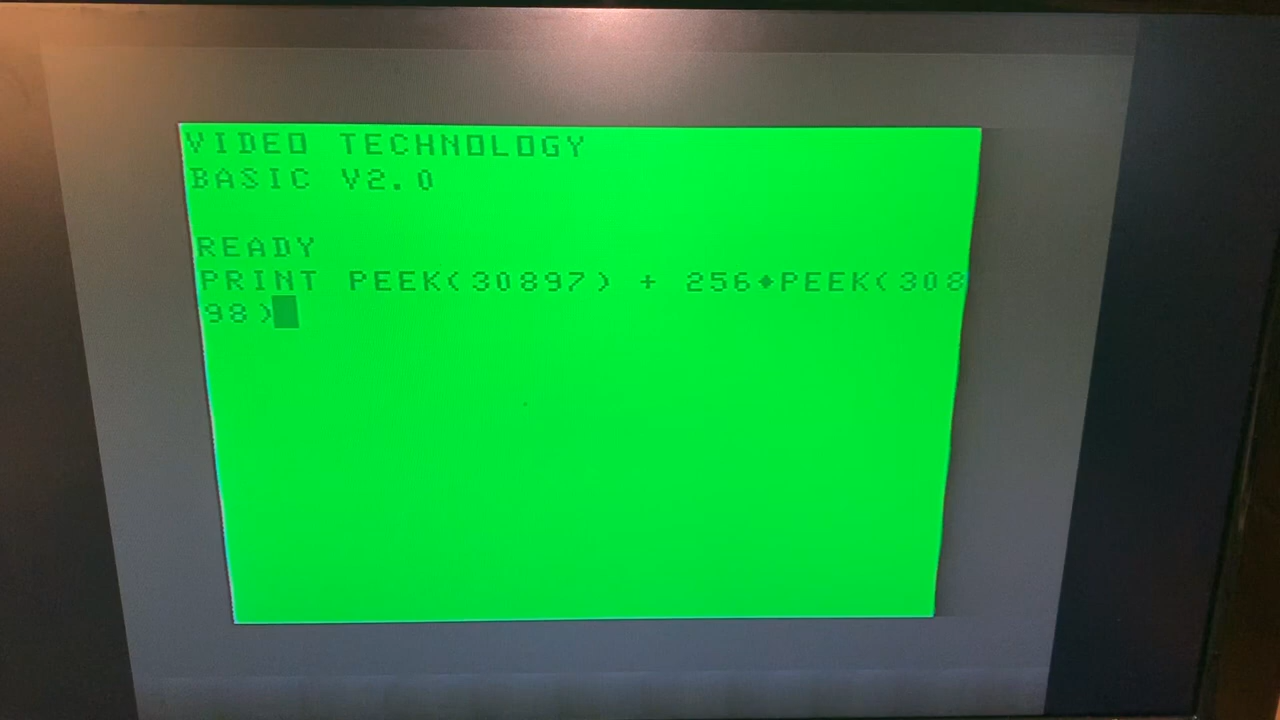 VIDEO TECHNOLOGY
BASIC V2.0
READY
PRINT PEEK(30897) + 256*PEEK(308
98)